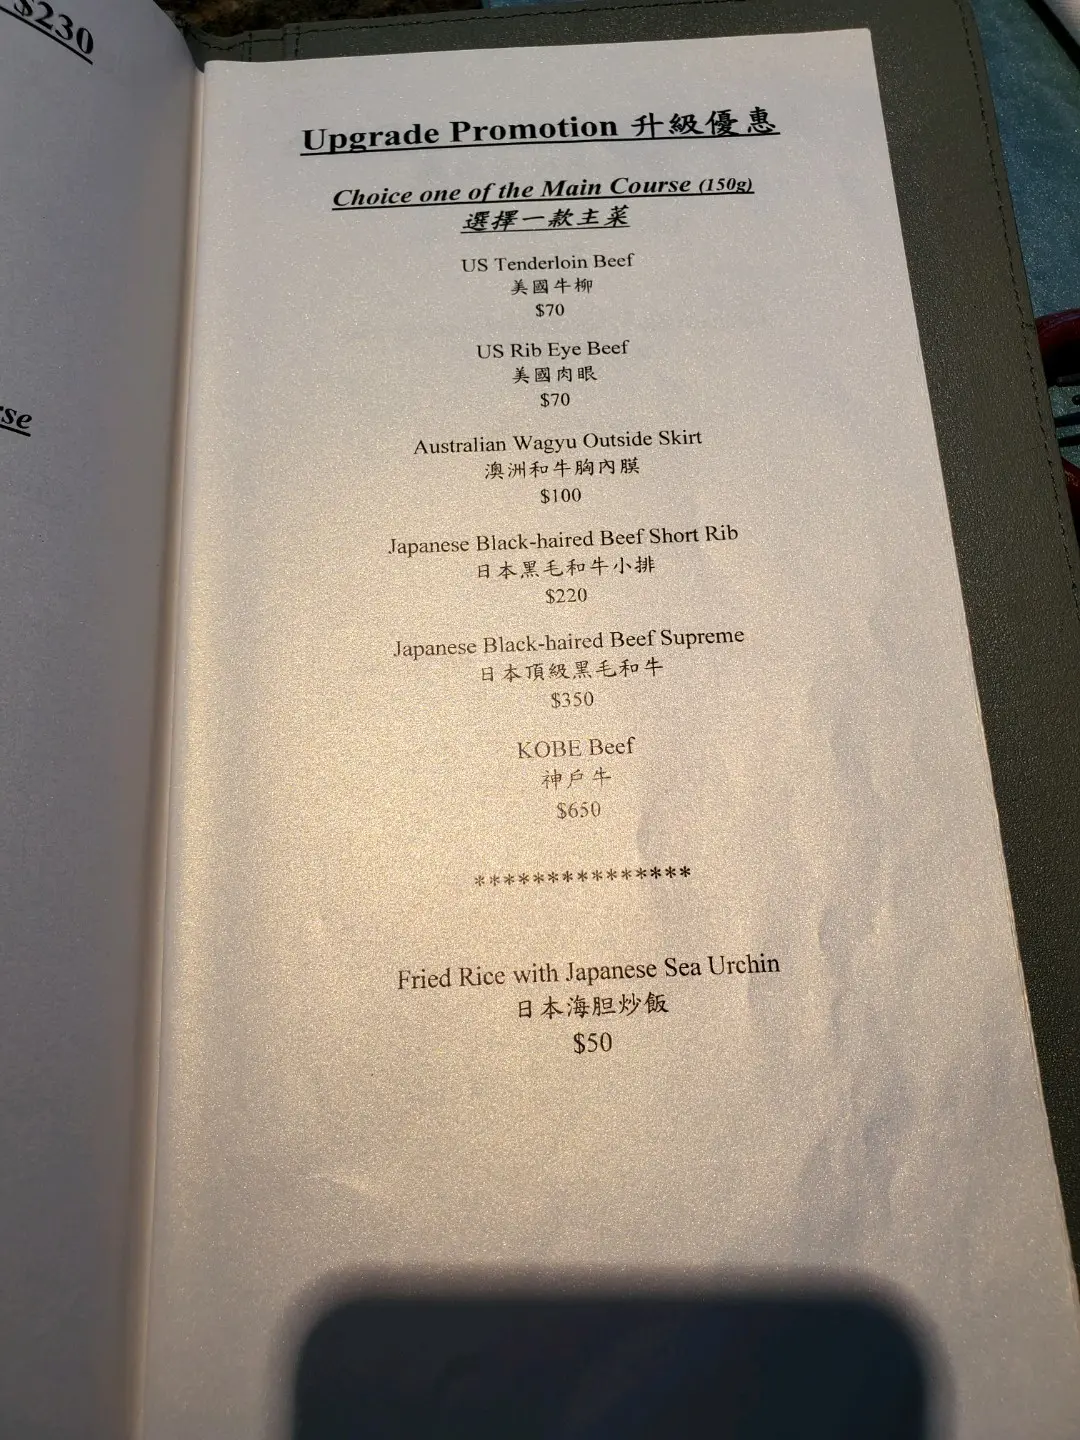 $230
se
Upgrade Promotion 升級優惠
Choice one of the Main Course (150g)
選擇一款主菜
US Tenderloin Beef
美國牛柳
$70
US Rib Eye Beef
美國肉眼
$70
Australian Wagyu Outside Skirt
澳洲和牛胸內膜
$100
Japanese Black-haired Beef Short Rib
日本黑毛和牛小排
$220
Japanese Black-haired Beef Supreme
日本頂級黑毛和牛
$350
KOBE Beef
神戶牛
$650
***************
Fried Rice with Japanese Sea Urchin
日本海胆炒飯
$50